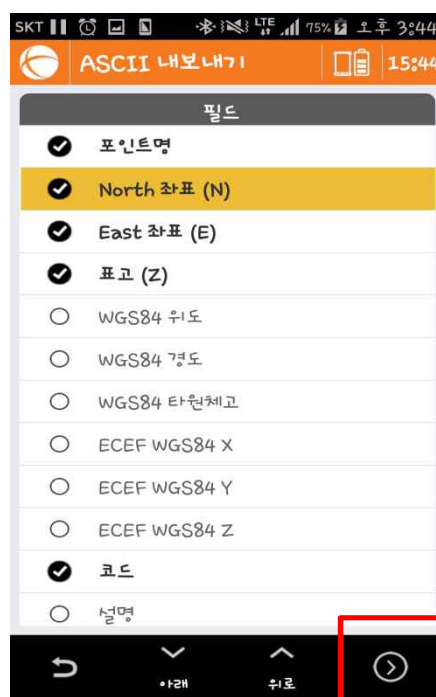 SKT LTE 75% 오후 3:44
ASCII 내보내기 15:44
필드
포인트명
North 좌표 (N)
East 좌표 (E)
표고 (Z)
WGS84 위도
WGS84 경도
WGS84 타원체고
ECEF WGS84 X
ECEF WGS84 Y
ECEF WGS84 Z
코드
설명
아래 위로